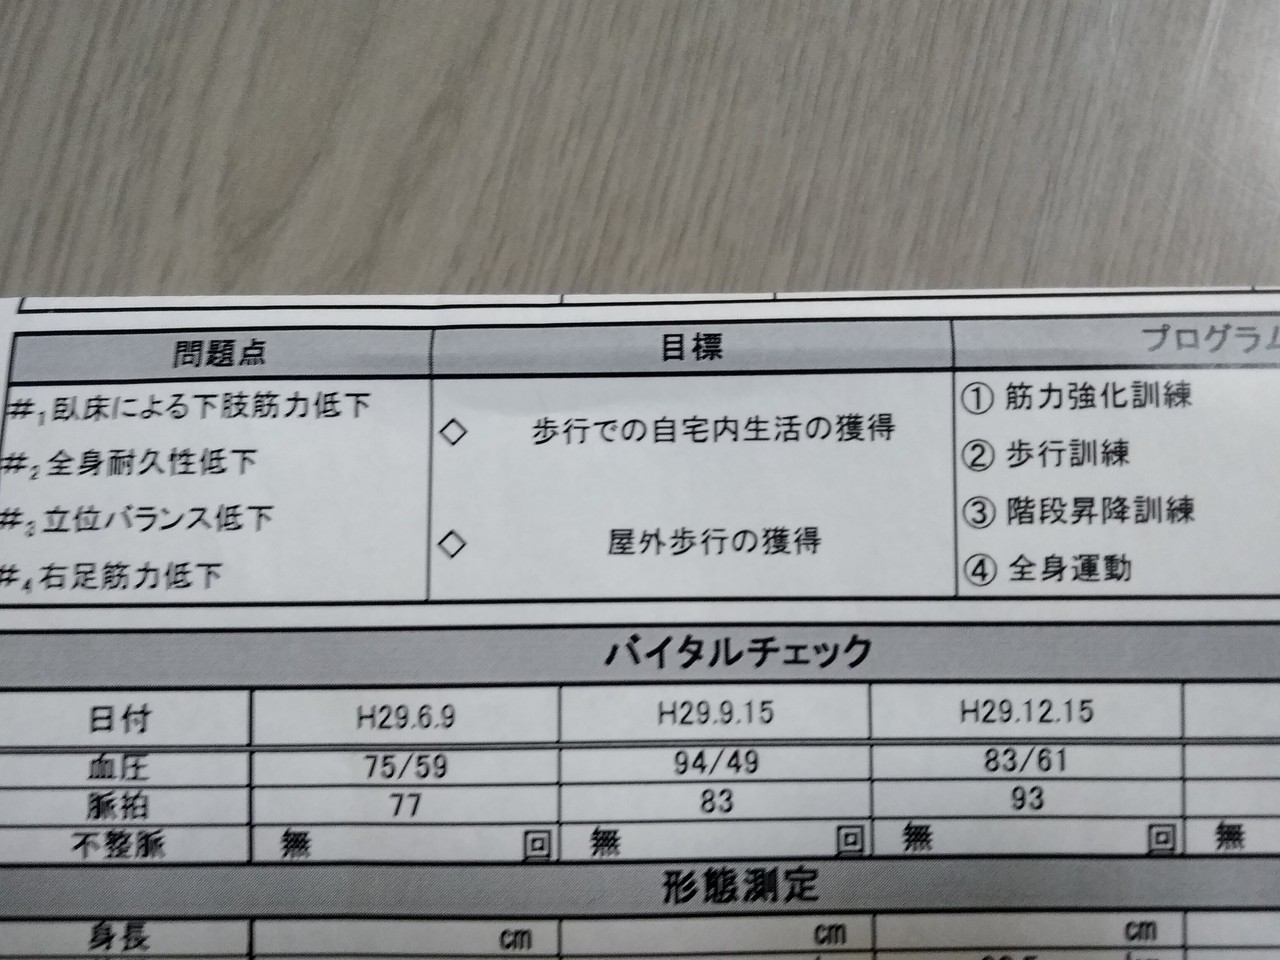 問題点 目標 プログラム
#1臥床による下肢筋力低下
#2全身耐久性低下
#3立位バランス低下
#4右足筋力低下
◇ 歩行での自宅内生活の獲得
◇ 屋外歩行の獲得
① 筋力強化訓練
② 歩行訓練
③ 階段昇降訓練
④ 全身運動
バイタルチェック
日付 H29.6.9 H29.9.15 H29.12.15
血圧 75/59 94/49 83/61
脈拍 77 83 93
不整脈 無 回 無 回 無 回 無
形態測定
身長 cm cm cm